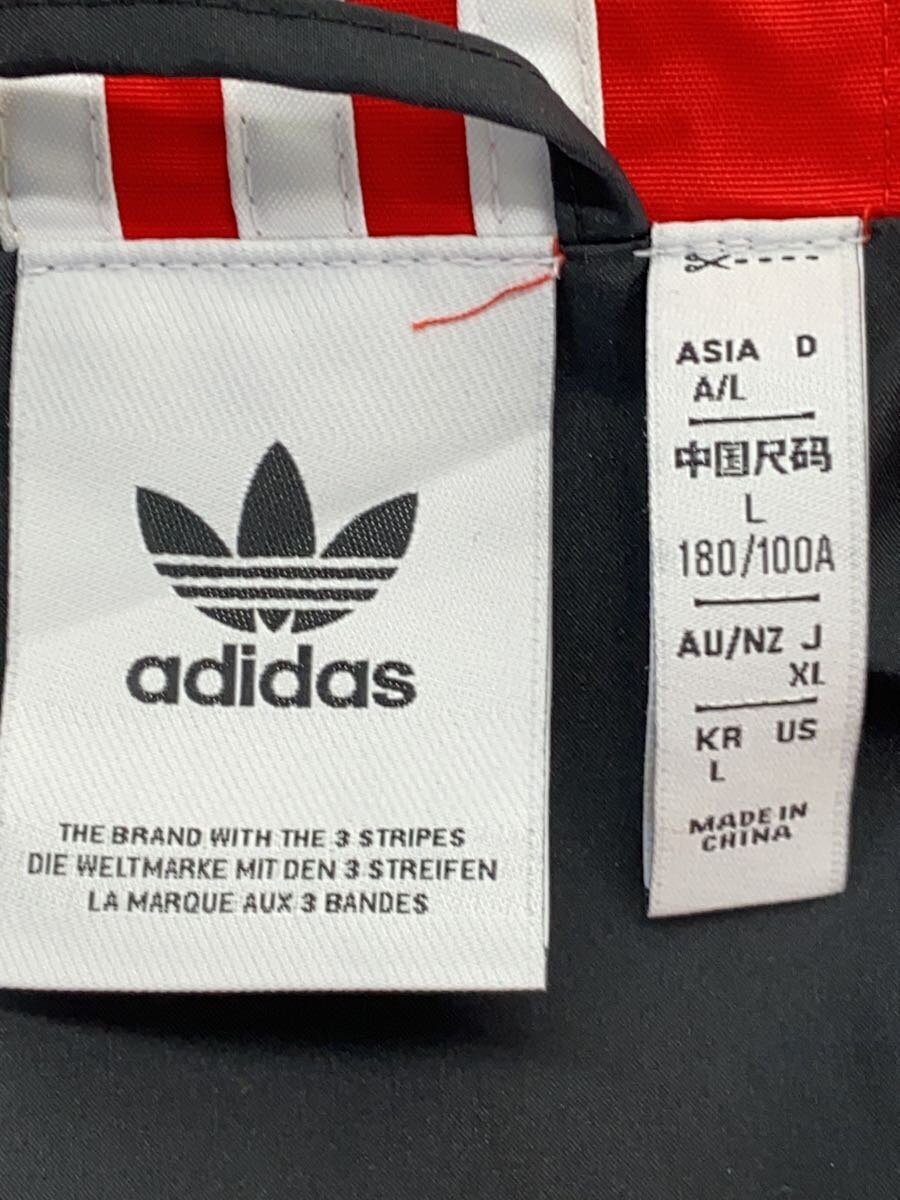 adidas
THE BRAND WITH THE 3 STRIPES
DIE WELTMARKE MIT DEN 3 STREIFEN
LA MARQUE AUX 3 BANDES
ASIA D
A/L
中国尺码
L
180/100A
AU/NZ J
XL
KR US
L
MADE IN
CHINA